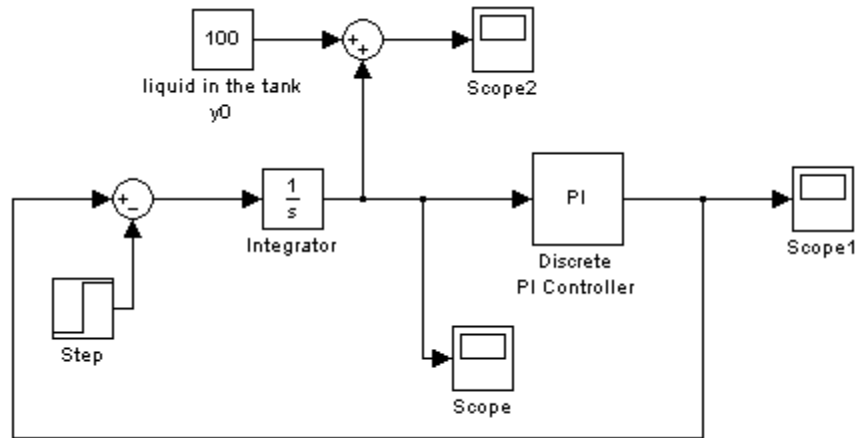 100
liquid in the tank
y0
+
+
Scope2
+
−
1
s
Integrator
PI
Discrete
PI Controller
Scope1
Step
Scope